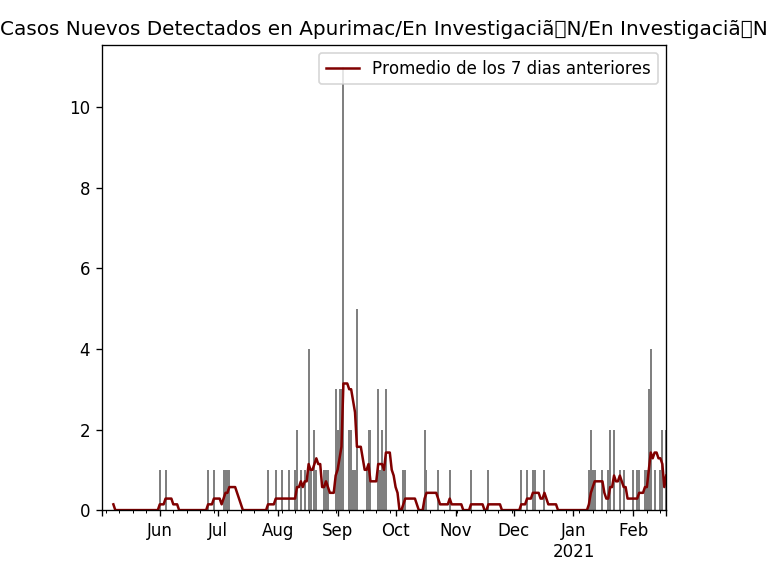 Casos Nuevos Detectados en Apurimac/En Investigaciã▯N/En Investigaciã▯N
Promedio de los 7 dias anteriores
10
8
6
4
2
0
Jun Jul Aug Sep Oct Nov Dec Jan Feb
2021